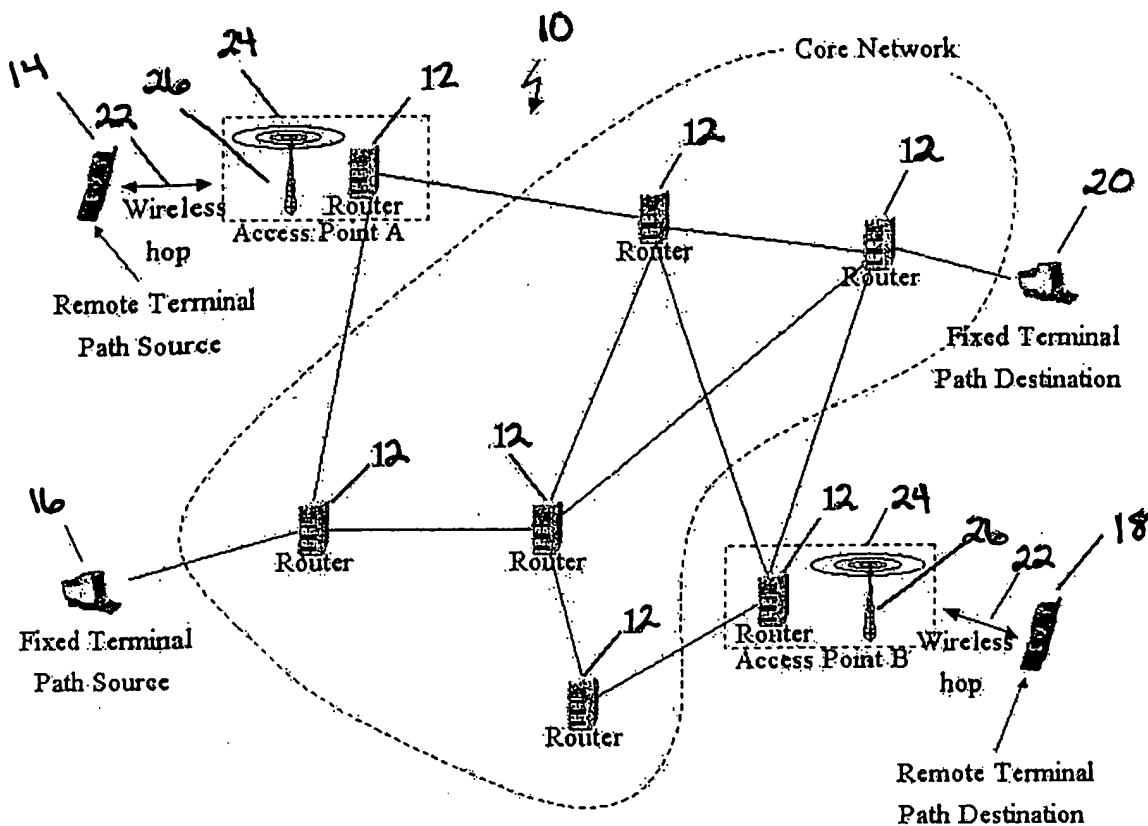 10
Core Network
24
14
26
12
22
12
12
20
Wireless
hop
Router
Access Point A
Router
Router
Remote Terminal
Path Source
Fixed Terminal
Path Destination
12
12
16
12
24
18
26
22
Router
Router
Fixed Terminal
Path Source
12
Router
Access Point B
Wireless
hop
Router
Remote Terminal
Path Destination